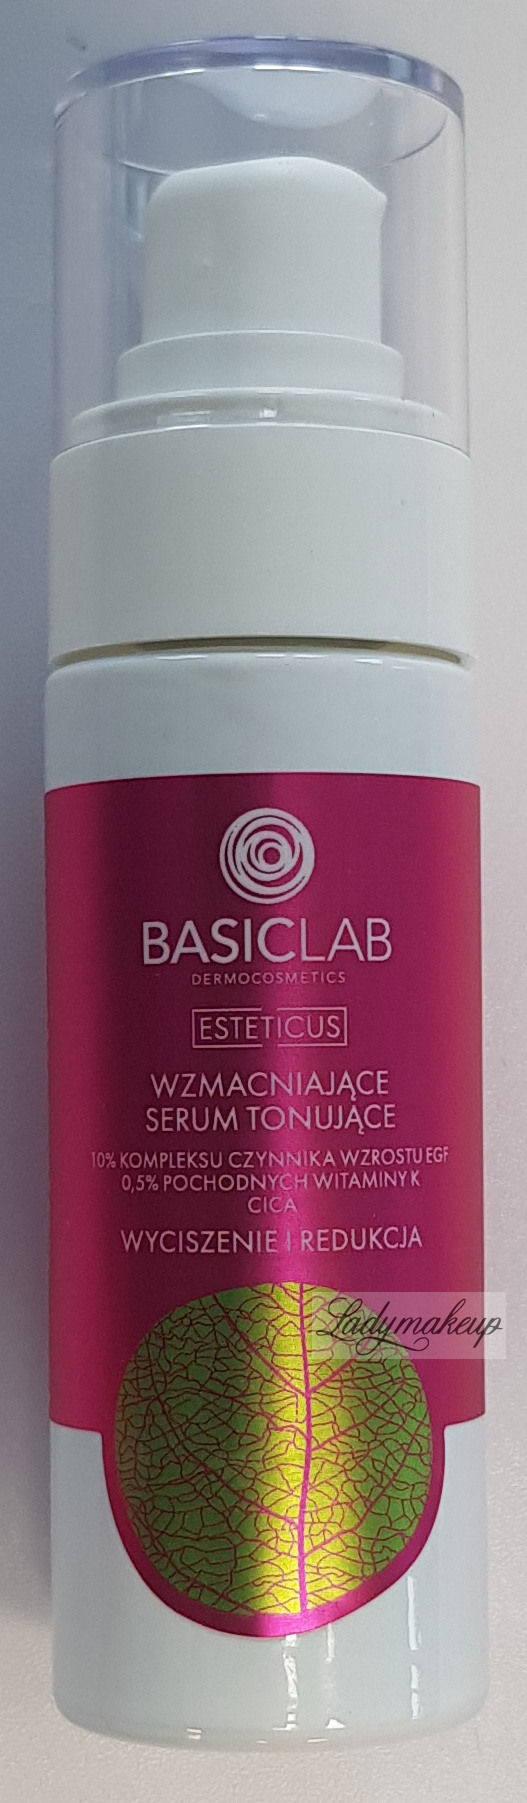 BASICLAB
DERMOCOSMETICS
ESTETICUS
WZMACNIAJĄCE
SERUM TONUJĄCE
10% KOMPLEKSU CZYNNIKA WZROSTU EGF
0,5% POCHODNYCH WITAMINY K
CICA
WYCISZENIE I REDUKCJA
Ladymakeup